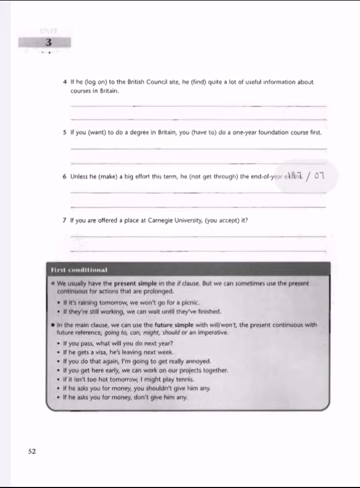 UNIT
3
4 If he (log on) to the British Council site, he (find) quite a lot of useful information about
courses in Britain.
5 If you (want) to do a degree in Britain, you (have to) do a one-year foundation course first.
6 Unless he (make) a big effort this term, he (not get through) the end-of-year
/ 07
7 If you are offered a place at Carnegie University, (you accept) it?
First conditional
• We usually have the present simple in the if clause. But we can sometimes use the present
continuous for actions that are prolonged.
• If it's raining tomorrow, we won't go for a picnic.
• If they're still working, we can wait until they've finished.
• In the main clause, we can use the future simple with will/won't, the present continuous with
future reference, going to, can, might, should or an imperative.
• If you pass, what will you do next year?
• If he gets a visa, he's leaving next week.
• If you do that again, I'm going to get really annoyed.
• If you get here early, we can work on our projects together.
• If it isn't too hot tomorrow, I might play tennis.
• If he asks you for money, you shouldn't give him any.
• If he asks you for money, don't give him any.
52